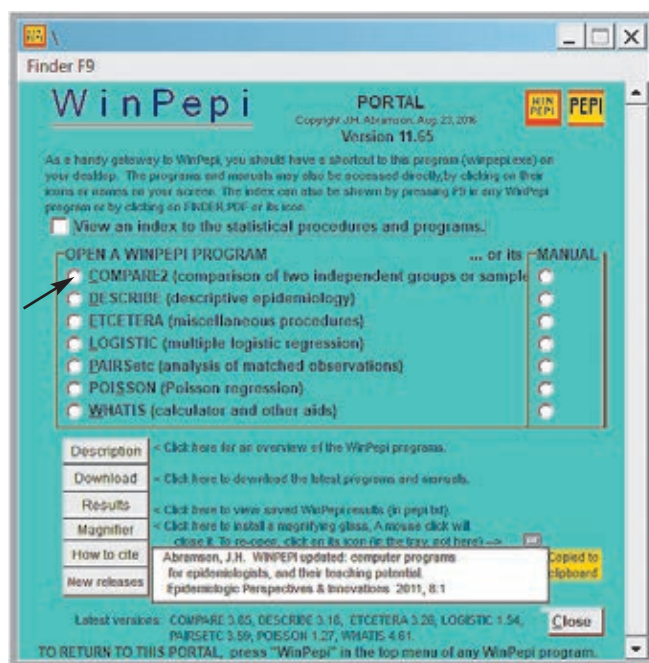 \
Finder F9
WinPepi
PORTAL
WIN PEPI PEPI
Copyright J.H. Abramson, Aug. 23, 2016
Version 11.65
As a handy gateway to WinPepi, you should have a shortcut to this program (winpepi.exe) on
your desktop. The programs and manuals may also be accessed directly, by clicking on their
icons or names on your screen. The index can also be shown by pressing F9 in any WinPepi
program or by clicking on FINDER.PDF or its icon.
View an index to the statistical procedures and programs.
OPEN A WINPEPI PROGRAM ... or its MANUAL
COMPARE2 (comparison of two independent groups or sample
DESCRIBE (descriptive epidemiology)
ETCETERA (miscellaneous procedures)
LOGISTIC (multiple logistic regression)
PAIRSetc (analysis of matched observations)
POISSON (Poisson regression)
WHATIS (calculator and other aids)
Description < Click here for an overview of the WinPepi programs.
Download < Click here to download the latest programs and manuals.
Results < Click here to view saved WinPepi results (in pepi.txt)
Magnifier < Click here to install a magnifying glass, A mouse click will
close it. To re-open, click on its icon (in the tray, not here) -->
How to cite
Abramson, J.H. WINPEPI updated: computer programs
for epidemiologists, and their teaching potential.
Epidemiologic Perspectives & Innovations 2011, 8:1
Copied to
clipboard
New releases
Latest versions: COMPARE 3.85, DESCRIBE 3.18, ETCETERA 3.26, LOGISTIC 1.54,
PAIRSETC 3.59, POISSON 1.27, WHATIS 4.61.
Close
TO RETURN TO THIS PORTAL, press "WinPepi" in the top menu of any WinPepi program.